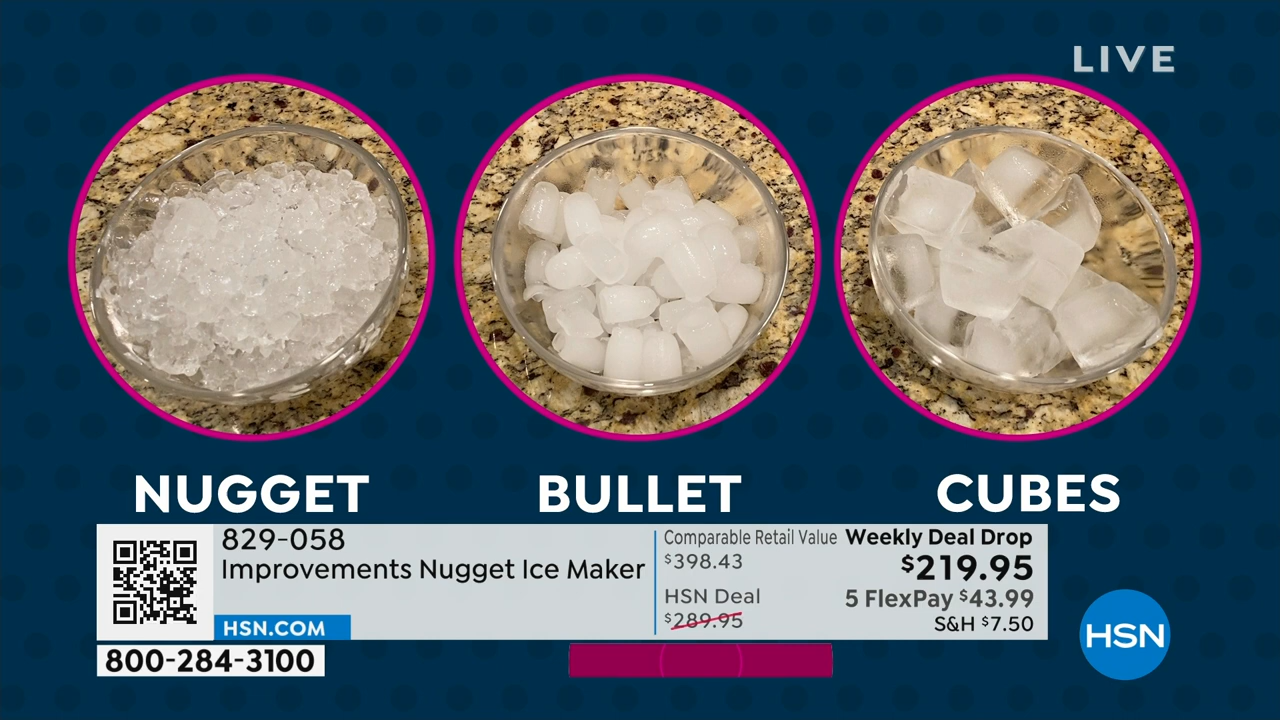 LIVE
NUGGET
BULLET
CUBES
829-058
Improvements Nugget Ice Maker
HSN.COM
Comparable Retail Value
$398.43
HSN Deal
$289.95
Weekly Deal Drop
$219.95
5 FlexPay $43.99
S&H $7.50
HSN
800-284-3100